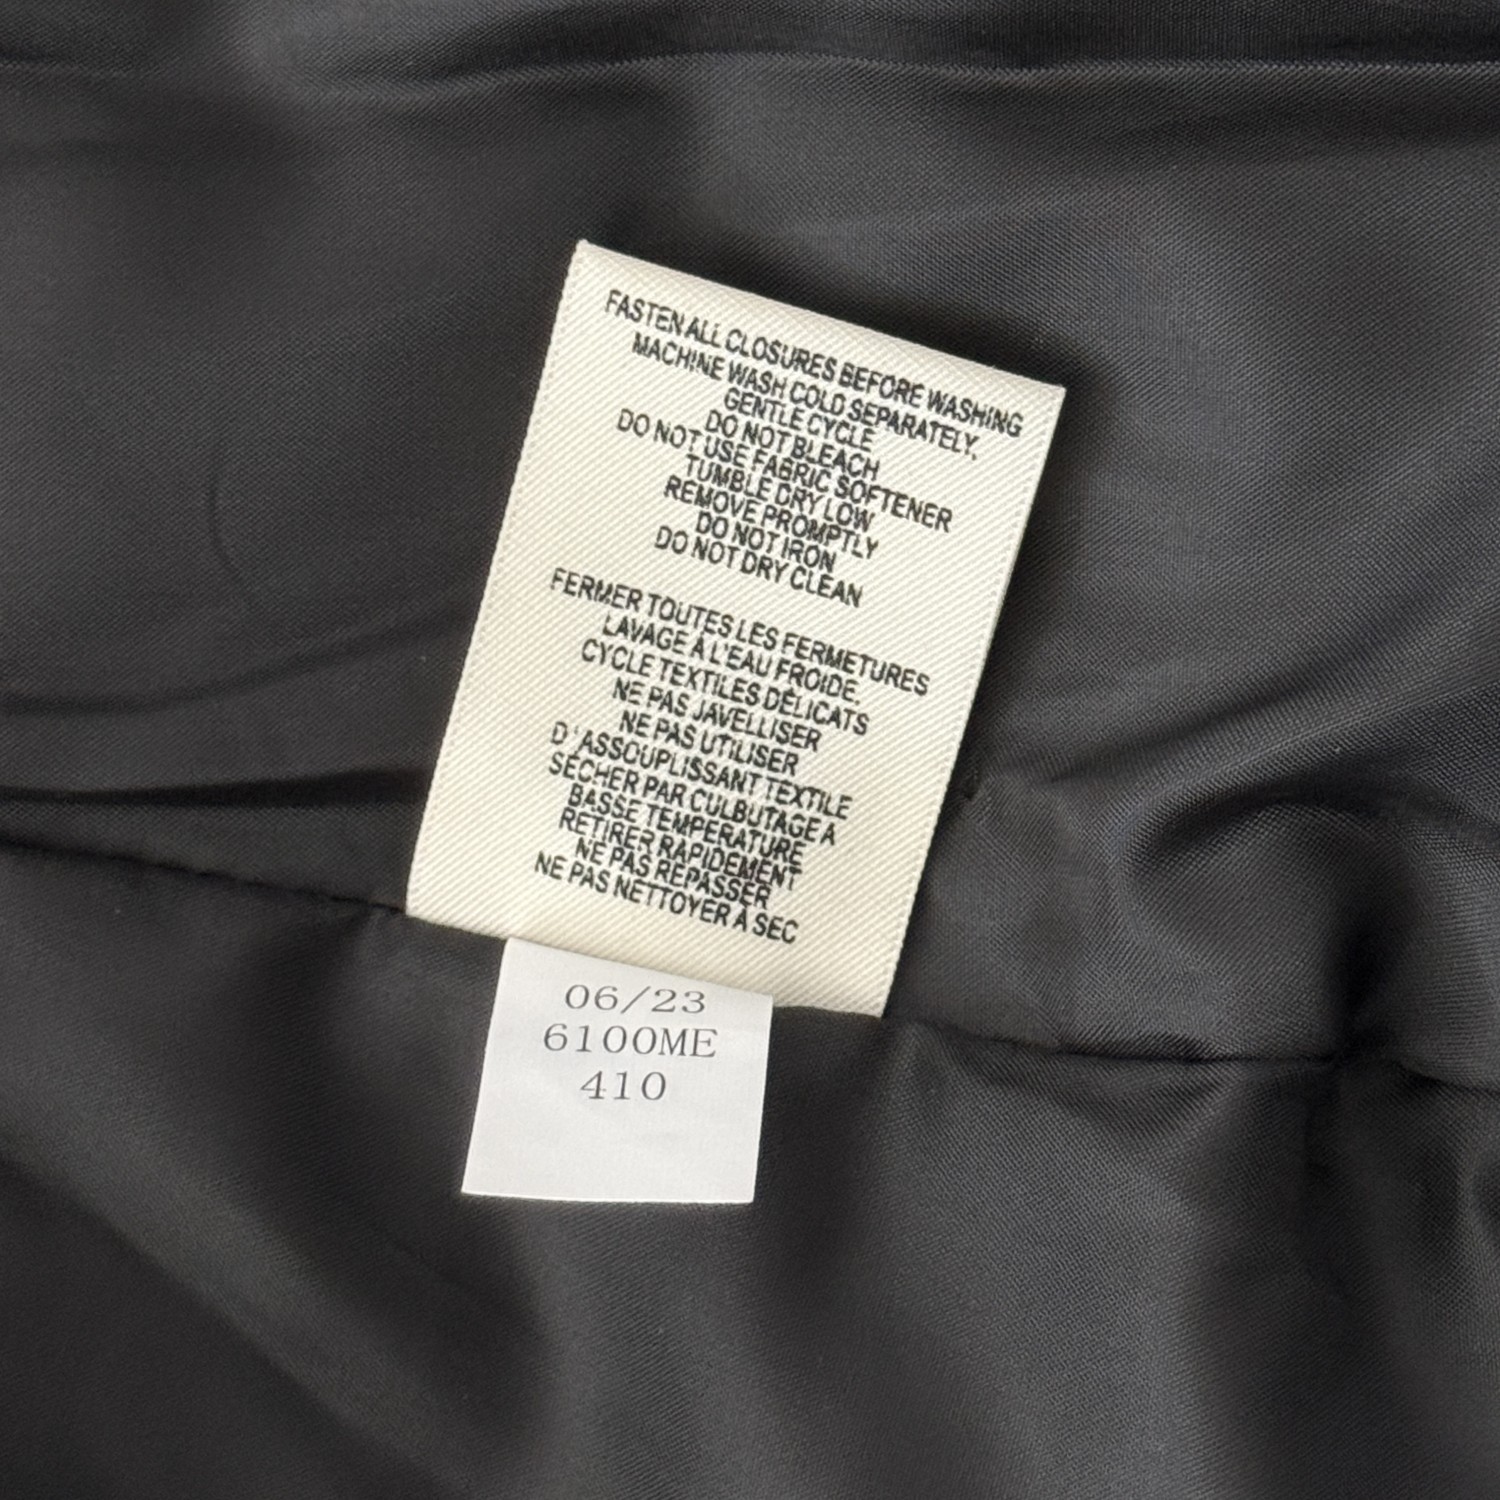 FASTEN ALL CLOSURES BEFORE WASHING
MACHINE WASH COLD SEPARATELY,
GENTLE CYCLE
DO NOT BLEACH
DO NOT USE FABRIC SOFTENER
TUMBLE DRY LOW
REMOVE PROMPTLY
DO NOT IRON
DO NOT DRY CLEAN
FERMER TOUTES LES FERMETURES
LAVAGE À L'EAU FROIDE,
CYCLE TEXTILES DÉLICATS
NE PAS JAVELLISER
NE PAS UTILISER
D'ASSOUPLISSANT TEXTILE
SÉCHER PAR CULBUTAGE À
BASSE TEMPÉRATURE
RETIRER RAPIDEMENT
NE PAS REPASSER
NE PAS NETTOYER À SEC
06/23
6100ME
410